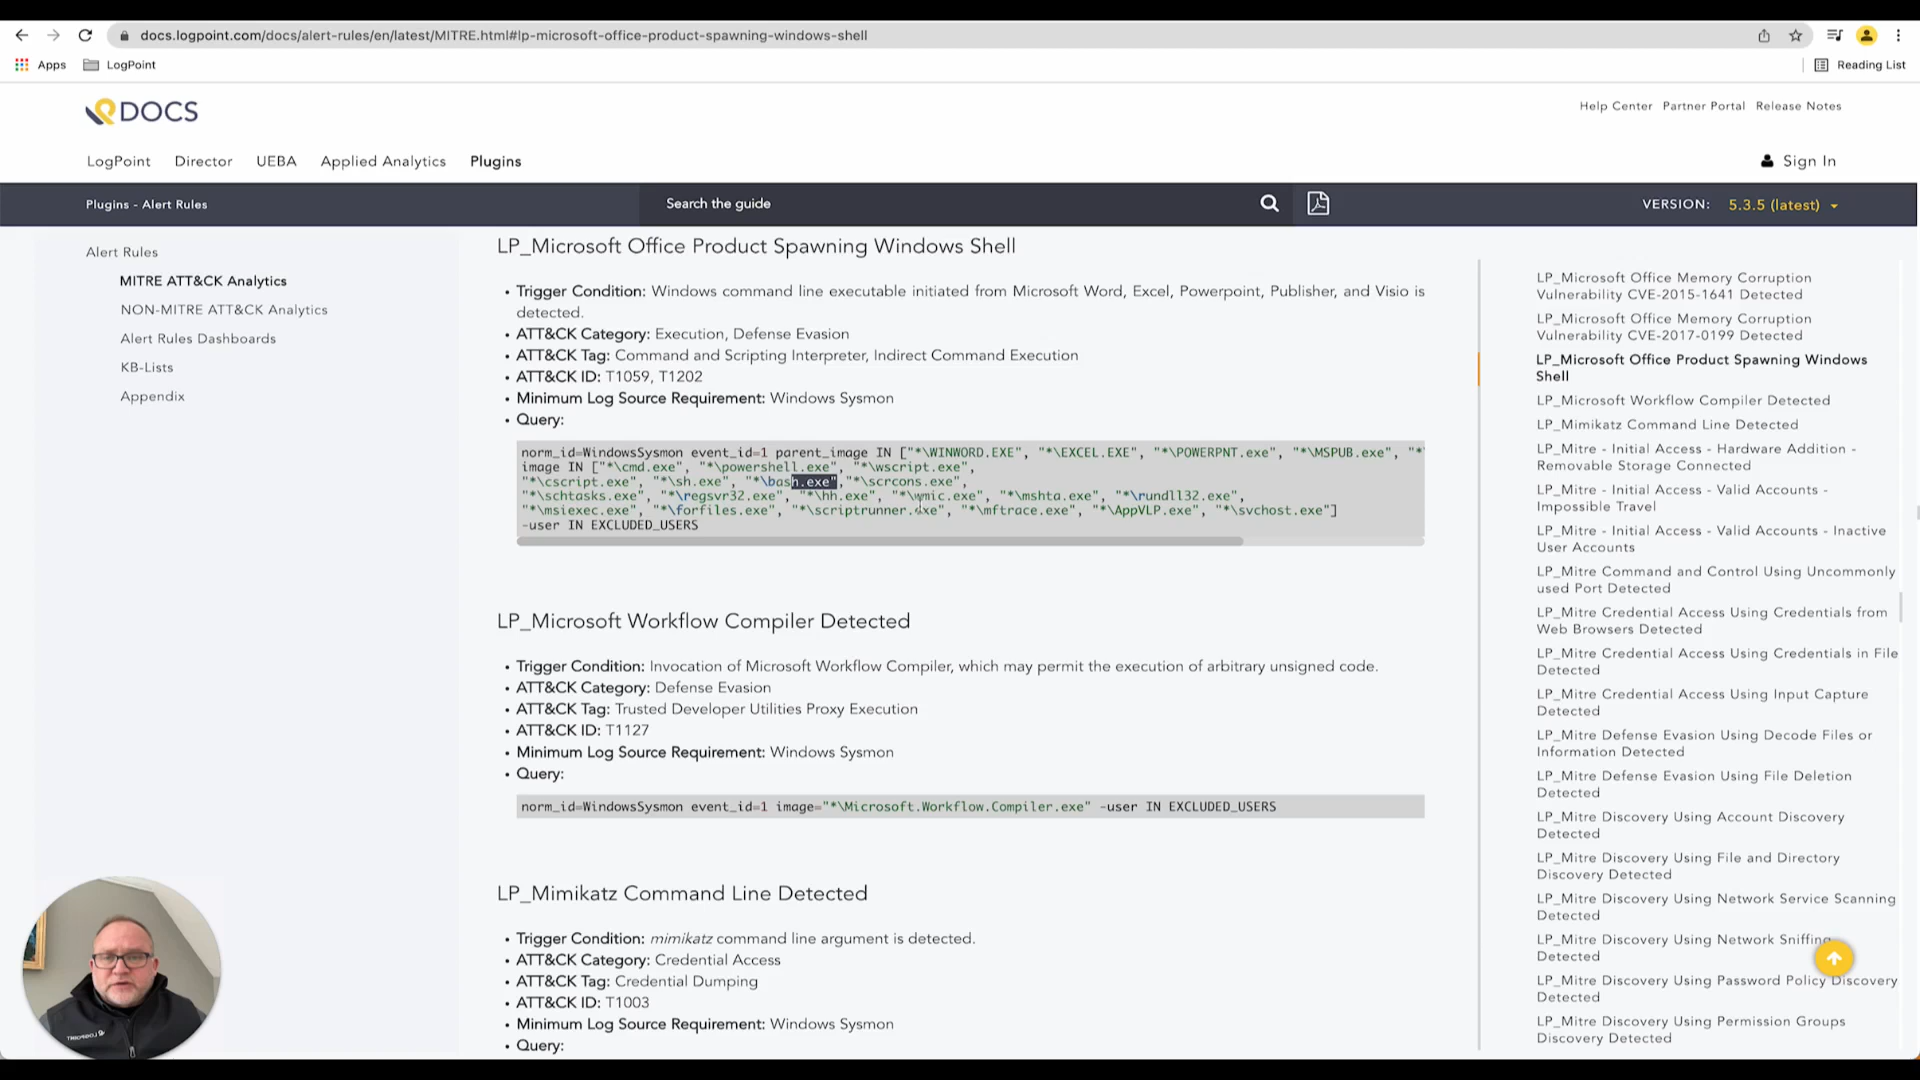 docs.logpoint.com/docs/alert-rules/en/latest/MITRE.html#lp-microsoft-office-product-spawning-windows-shell
Apps
LogPoint
Reading List
DOCS
Help Center
Partner Portal
Release Notes
LogPoint
Director
UEBA
Applied Analytics
Plugins
Sign In
Plugins - Alert Rules
Search the guide
VERSION: 5.3.5 (latest)
Alert Rules
MITRE ATT&CK Analytics
NON-MITRE ATT&CK Analytics
Alert Rules Dashboards
KB-Lists
Appendix
LP_Microsoft Office Product Spawning Windows Shell
• Trigger Condition: Windows command line executable initiated from Microsoft Word, Excel, Powerpoint, Publisher, and Visio is
detected.
• ATT&CK Category: Execution, Defense Evasion
• ATT&CK Tag: Command and Scripting Interpreter, Indirect Command Execution
• ATT&CK ID: T1059, T1202
• Minimum Log Source Requirement: Windows Sysmon
• Query:
norm_id=WindowsSysmon event_id=1 parent_image IN ["*\WINWORD.EXE", "*\EXCEL.EXE", "*\POWERPNT.exe", "*\MSPUB.exe", "*
image IN ["*\cmd.exe", "*\powershell.exe", "*\wscript.exe",
"*\cscript.exe", "*\sh.exe", "*\bash.exe","*\scrcons.exe",
"*\schtasks.exe", "*\regsvr32.exe", "*\hh.exe", "*\wmic.exe", "*\mshta.exe", "*\rundll32.exe",
"*\msiexec.exe", "*\forfiles.exe", "*\scriptrunner.exe", "*\mftrace.exe", "*\AppVLP.exe", "*\svchost.exe"]
-user IN EXCLUDED_USERS
LP_Microsoft Workflow Compiler Detected
• Trigger Condition: Invocation of Microsoft Workflow Compiler, which may permit the execution of arbitrary unsigned code.
• ATT&CK Category: Defense Evasion
• ATT&CK Tag: Trusted Developer Utilities Proxy Execution
• ATT&CK ID: T1127
• Minimum Log Source Requirement: Windows Sysmon
• Query:
norm_id=WindowsSysmon event_id=1 image="*\Microsoft.Workflow.Compiler.exe" -user IN EXCLUDED_USERS
LP_Mimikatz Command Line Detected
• Trigger Condition: mimikatz command line argument is detected.
• ATT&CK Category: Credential Access
• ATT&CK Tag: Credential Dumping
• ATT&CK ID: T1003
• Minimum Log Source Requirement: Windows Sysmon
• Query:
LP_Microsoft Office Memory Corruption
Vulnerability CVE-2015-1641 Detected
LP_Microsoft Office Memory Corruption
Vulnerability CVE-2017-0199 Detected
LP_Microsoft Office Product Spawning Windows
Shell
LP_Microsoft Workflow Compiler Detected
LP_Mimikatz Command Line Detected
LP_Mitre - Initial Access - Hardware Addition -
Removable Storage Connected
LP_Mitre - Initial Access - Valid Accounts -
Impossible Travel
LP_Mitre - Initial Access - Valid Accounts - Inactive
User Accounts
LP_Mitre Command and Control Using Uncommonly
used Port Detected
LP_Mitre Credential Access Using Credentials from
Web Browsers Detected
LP_Mitre Credential Access Using Credentials in File
Detected
LP_Mitre Credential Access Using Input Capture
Detected
LP_Mitre Defense Evasion Using Decode Files or
Information Detected
LP_Mitre Defense Evasion Using File Deletion
Detected
LP_Mitre Discovery Using Account Discovery
Detected
LP_Mitre Discovery Using File and Directory
Discovery Detected
LP_Mitre Discovery Using Network Service Scanning
Detected
LP_Mitre Discovery Using Network Sniffing
Detected
LP_Mitre Discovery Using Password Policy Discovery
Detected
LP_Mitre Discovery Using Permission Groups
Discovery Detected